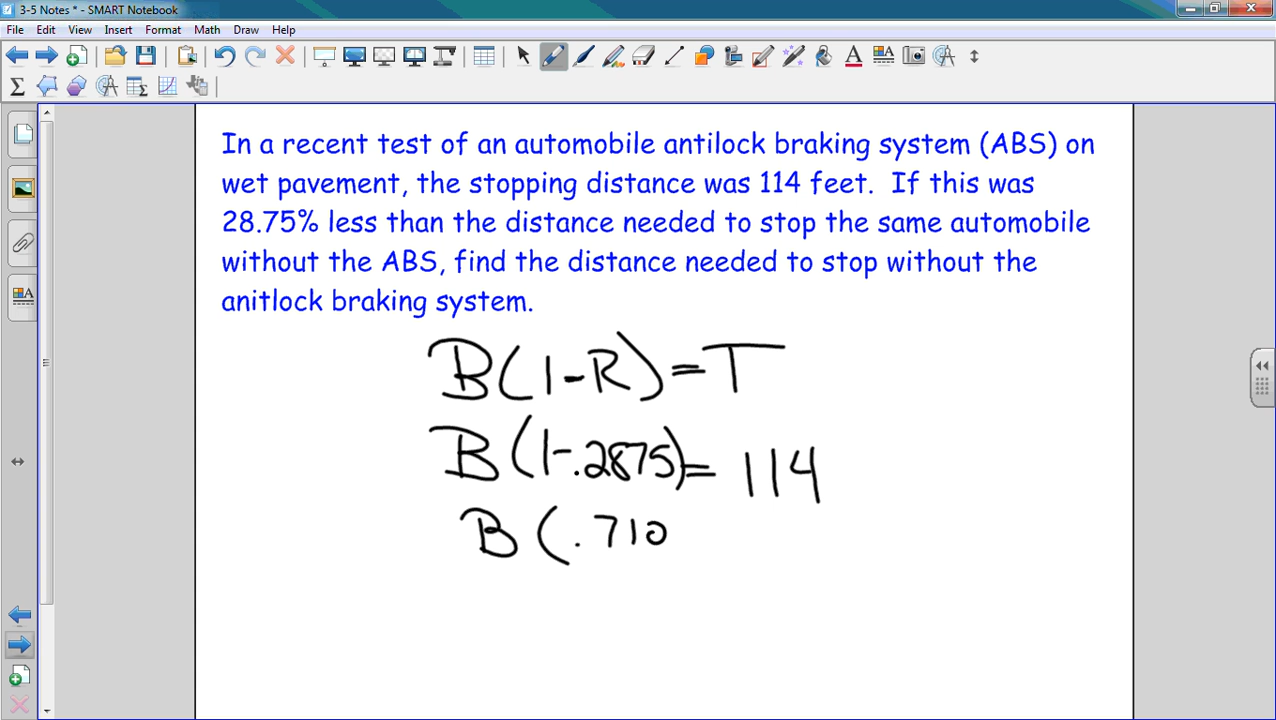 3-5 Notes * - SMART Notebook
File Edit View Insert Format Math Draw Help
In a recent test of an automobile antilock braking system (ABS) on
wet pavement, the stopping distance was 114 feet. If this was
28.75% less than the distance needed to stop the same automobile
without the ABS, find the distance needed to stop without the
anitlock braking system.
B(1-R)=T
B(1-.2875)= 114
B (.710